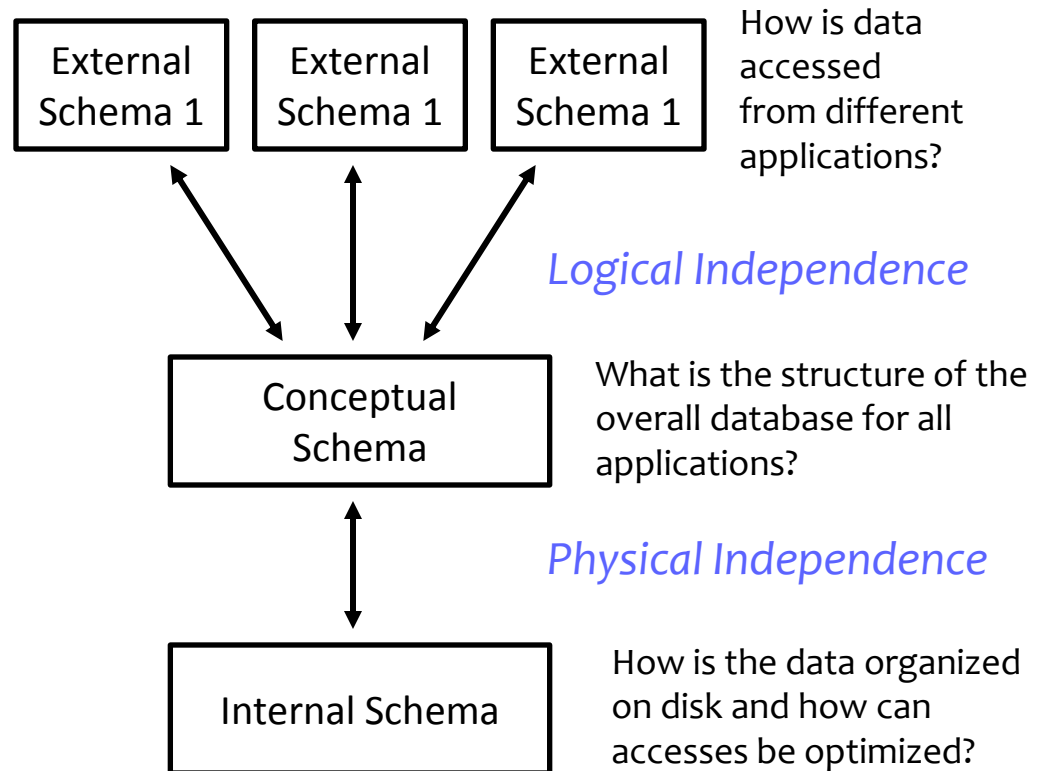 External
Schema 1
External
Schema 1
External
Schema 1
How is data
accessed
from different
applications?
Logical Independence
Conceptual
Schema
What is the structure of the
overall database for all
applications?
Physical Independence
Internal Schema
How is the data organized
on disk and how can
accesses be optimized?